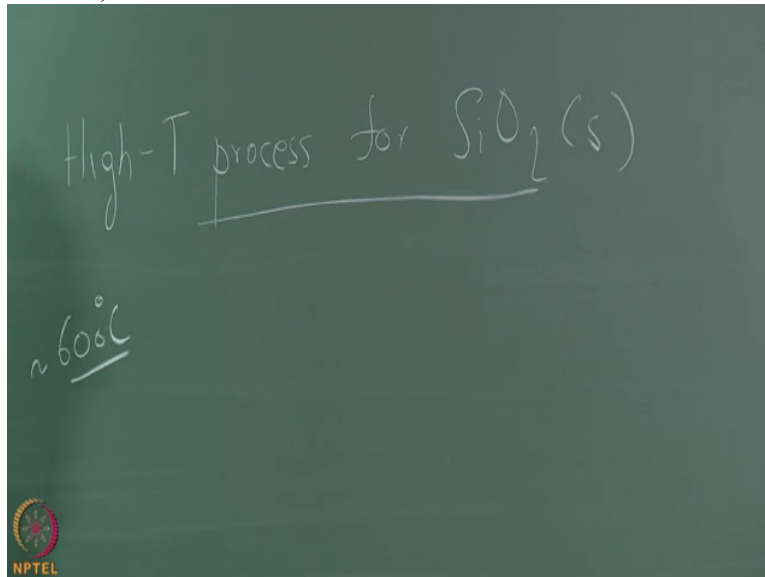 High-T process for SiO₂ (s)
~600°C
NPTEL